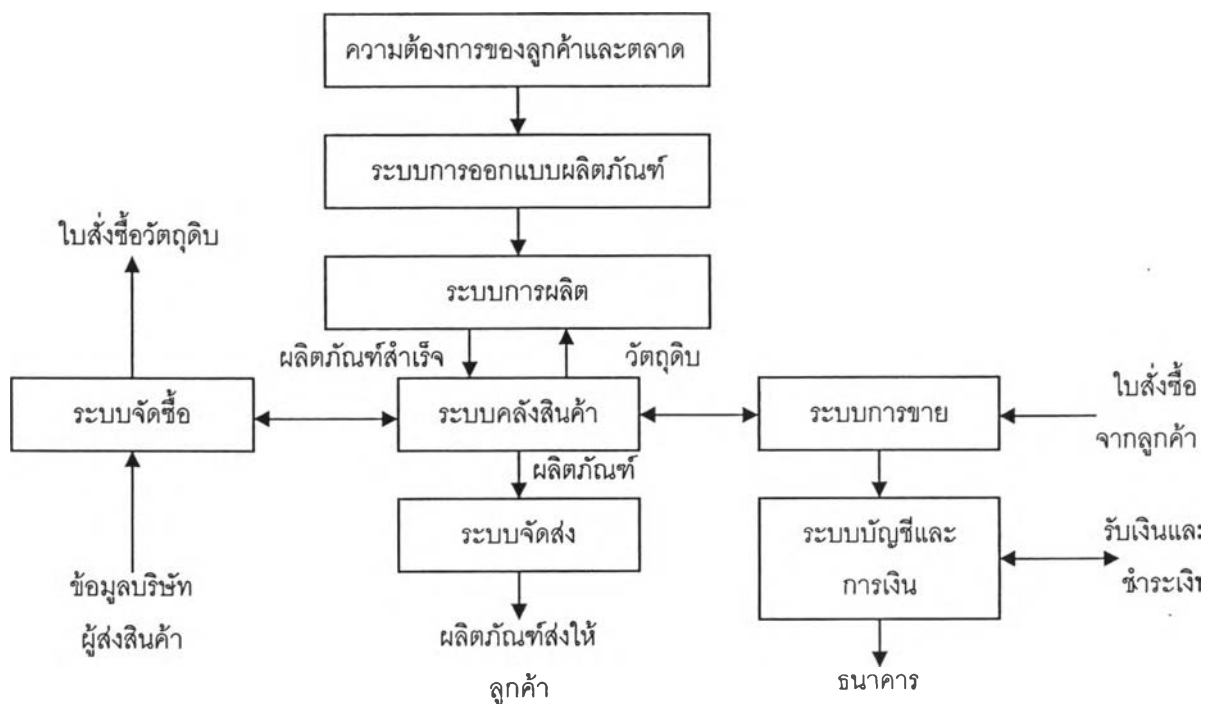 ความต้องการของลูกค้าและตลาด
ระบบการออกแบบผลิตภัณฑ์
ใบสั่งซื้อวัตถุดิบ
ระบบการผลิต
ผลิตภัณฑ์สำเร็จ
วัตถุดิบ
ระบบจัดซื้อ
ระบบคลังสินค้า
ระบบการขาย
ใบสั่งซื้อ
จากลูกค้า
ผลิตภัณฑ์
ระบบจัดส่ง
ระบบบัญชีและ
การเงิน
รับเงินและ
ชำระเงิน
ข้อมูลบริษัท
ผู้ส่งสินค้า
ผลิตภัณฑ์ส่งให้
ลูกค้า
ธนาคาร